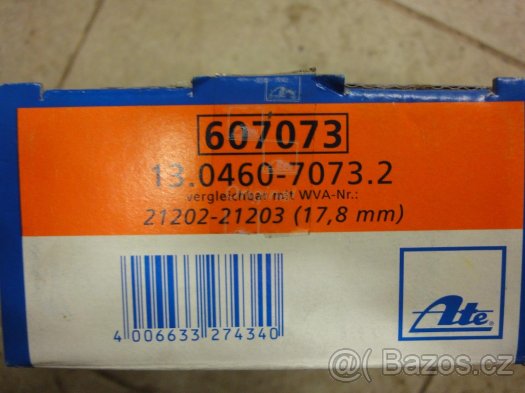 607073
13.0460-7073.2
vergleichbar mit WVA-Nr.:
21202-21203 (17,8 mm)
4 006633 274340
Ate®
Bazos.cz